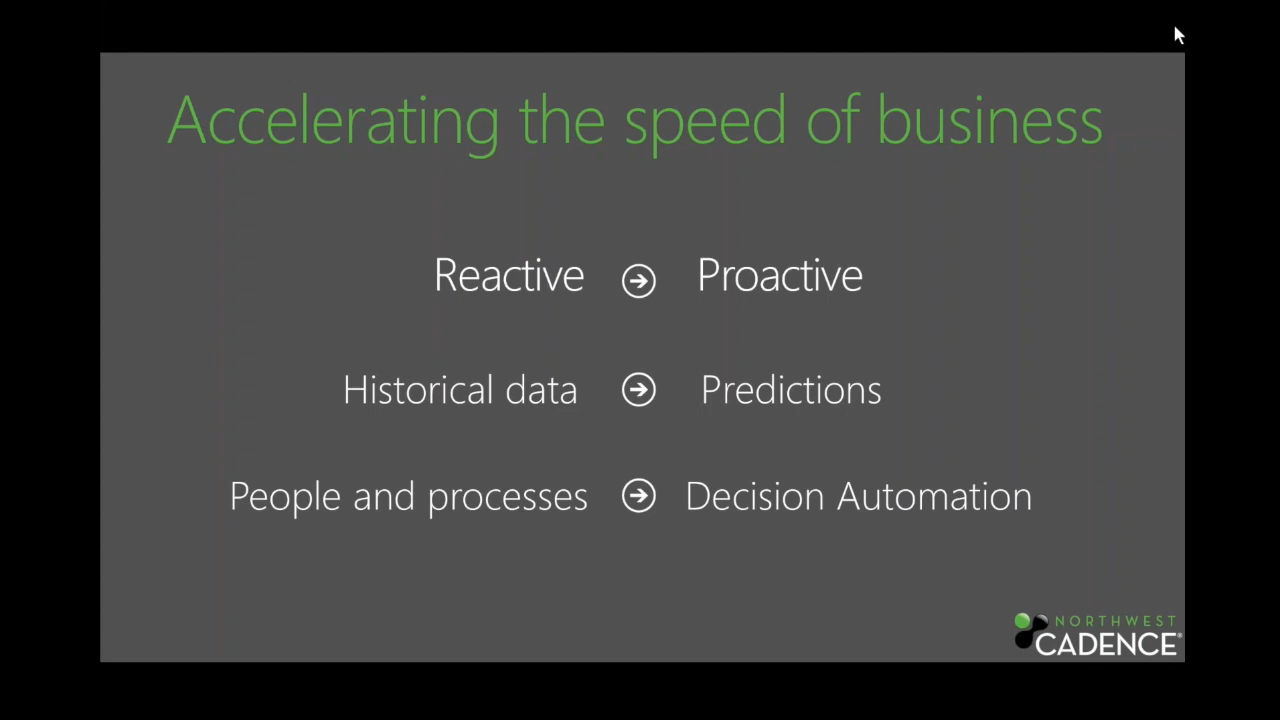 Accelerating the speed of business
Reactive → Proactive
Historical data → Predictions
People and processes → Decision Automation
NORTHWEST
CADENCE®